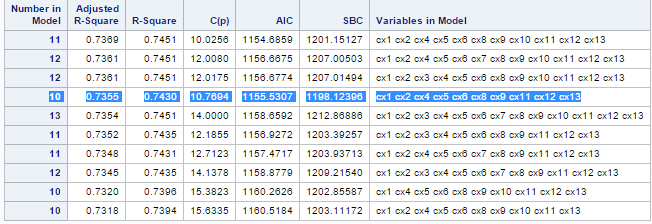 Number in Model Adjusted R-Square R-Square C(p) AIC SBC Variables in Model
11 0.7369 0.7451 10.0256 1154.6859 1201.15127 cx1 cx2 cx4 cx5 cx6 cx8 cx9 cx10 cx11 cx12 cx13
12 0.7361 0.7451 12.0080 1156.6675 1207.00503 cx1 cx2 cx4 cx5 cx6 cx7 cx8 cx9 cx10 cx11 cx12 cx13
12 0.7361 0.7451 12.0175 1156.6774 1207.01494 cx1 cx2 cx3 cx4 cx5 cx6 cx8 cx9 cx10 cx11 cx12 cx13
10 0.7355 0.7430 10.7694 1155.5307 1198.12396 cx1 cx2 cx4 cx5 cx6 cx8 cx9 cx11 cx12 cx13
13 0.7354 0.7451 14.0000 1158.6592 1212.86886 cx1 cx2 cx3 cx4 cx5 cx6 cx7 cx8 cx9 cx10 cx11 cx12 cx13
11 0.7352 0.7435 12.1855 1156.9272 1203.39257 cx1 cx2 cx3 cx4 cx5 cx6 cx8 cx9 cx11 cx12 cx13
11 0.7348 0.7431 12.7123 1157.4717 1203.93713 cx1 cx2 cx4 cx5 cx6 cx7 cx8 cx9 cx11 cx12 cx13
12 0.7345 0.7435 14.1378 1158.8779 1209.21540 cx1 cx2 cx3 cx4 cx5 cx6 cx7 cx8 cx9 cx11 cx12 cx13
10 0.7320 0.7396 15.3823 1160.2626 1202.85587 cx1 cx4 cx5 cx6 cx8 cx9 cx10 cx11 cx12 cx13
10 0.7318 0.7394 15.6335 1160.5184 1203.11172 cx1 cx2 cx4 cx5 cx6 cx8 cx9 cx10 cx11 cx13